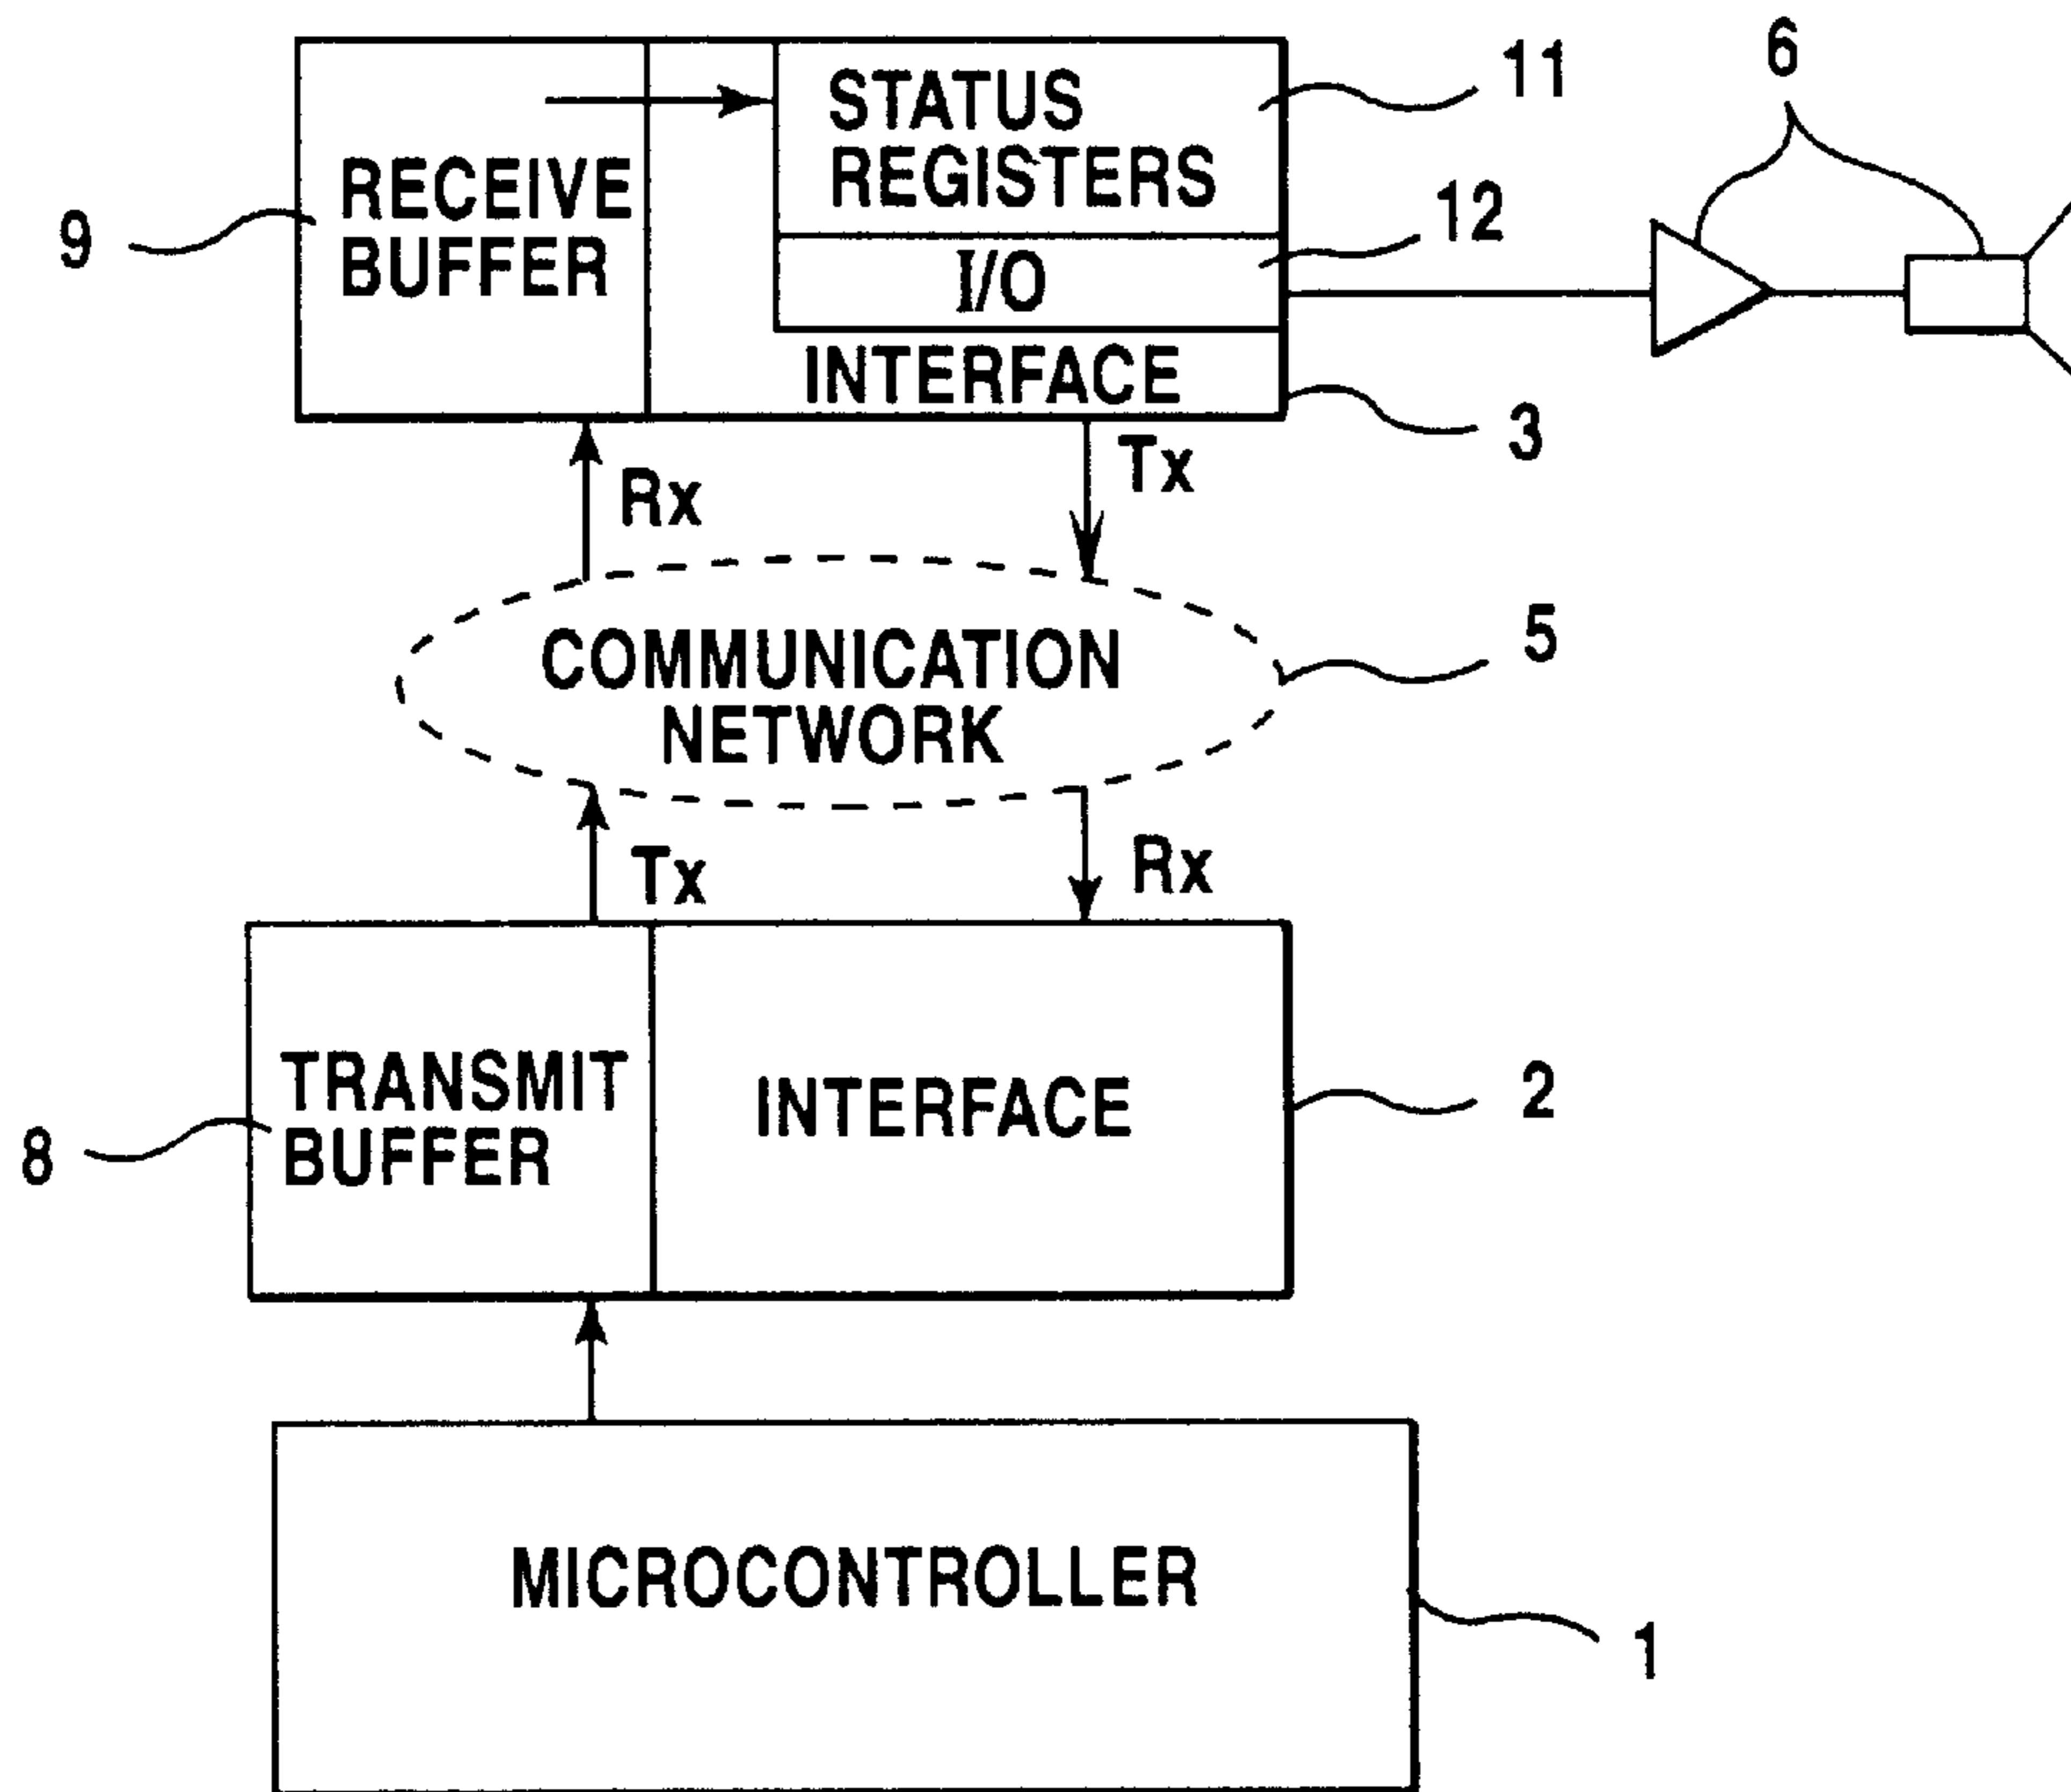 6
11
STATUS
REGISTERS
12
RECEIVE
BUFFER
9
I/O
INTERFACE
3
Rx
Tx
5
COMMUNICATION
NETWORK
Tx
Rx
TRANSMIT
BUFFER
INTERFACE
2
8
MICROCONTROLLER
1